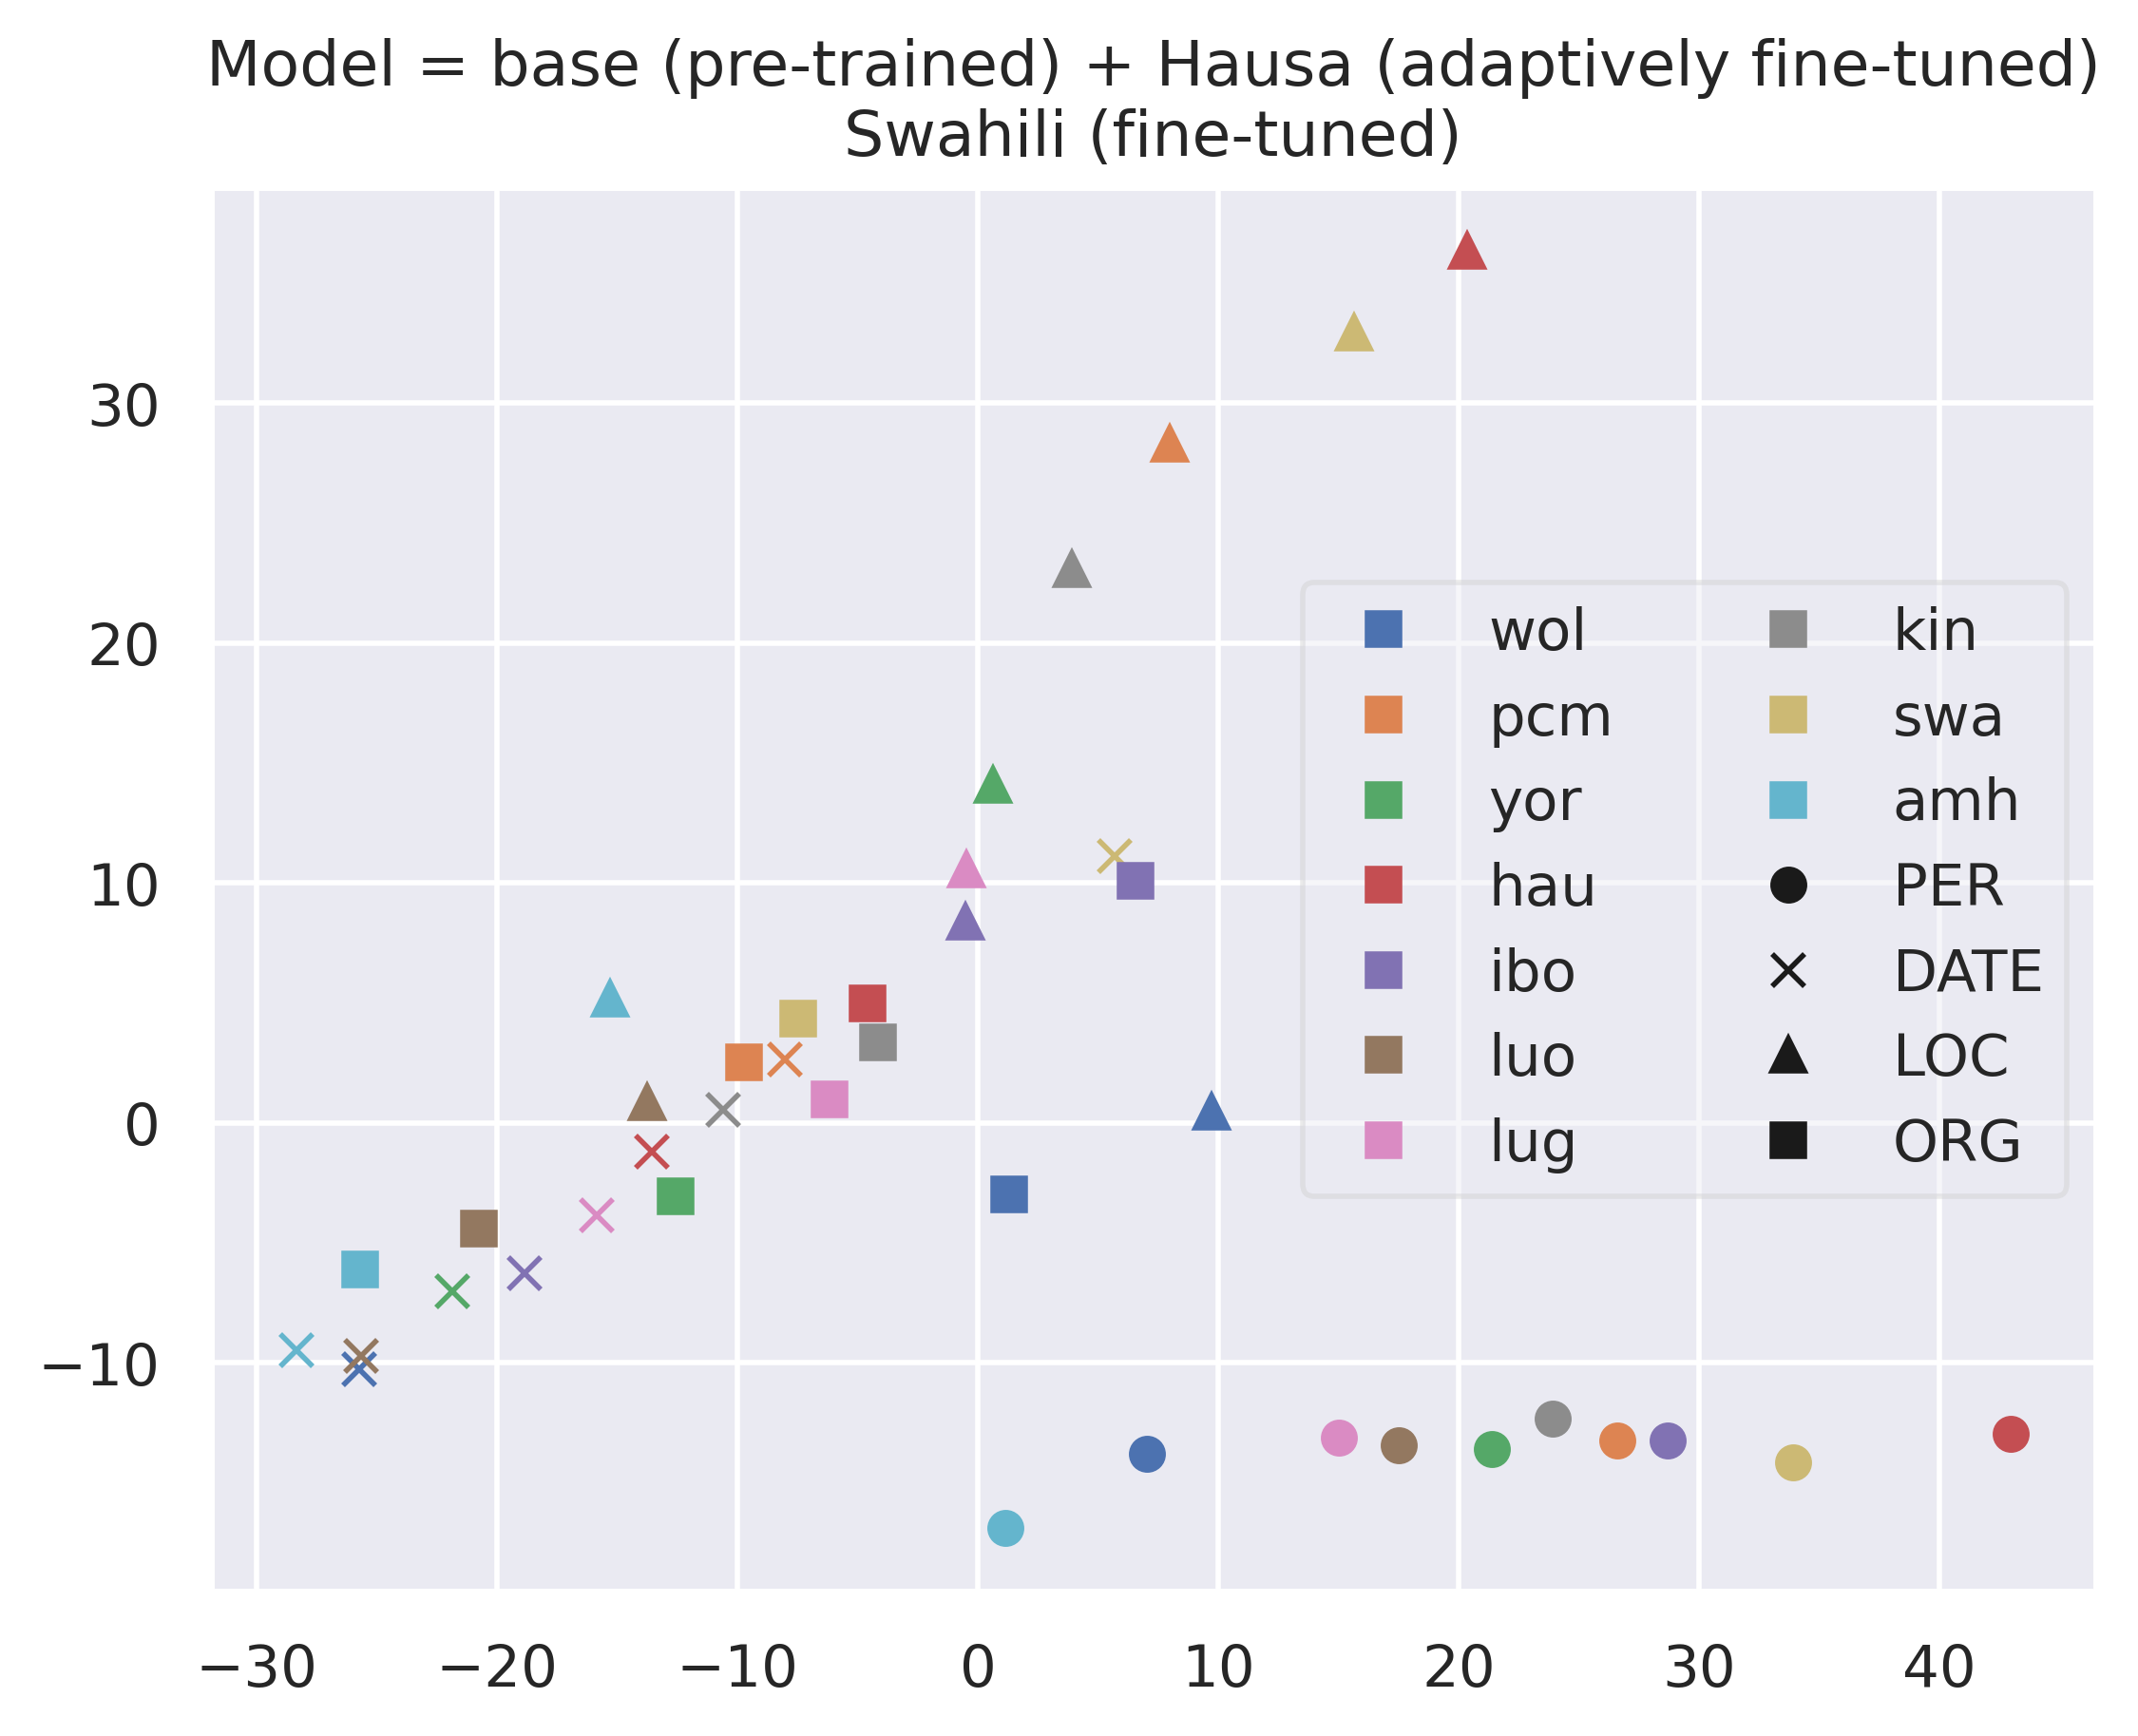 Model = base (pre-trained) + Hausa (adaptively fine-tuned)
Swahili (fine-tuned)
30
20
10
0
−10
wol
pcm
yor
hau
ibo
luo
lug
kin
swa
amh
PER
DATE
LOC
ORG
−30
−20
−10
0
10
20
30
40